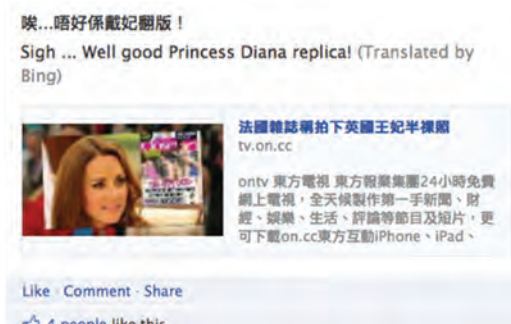 唉...唔好係戴妃翻版！
Sigh ... Well good Princess Diana replica! (Translated by
Bing)
法國雜誌稱拍下英國王妃半裸照
tv.on.cc
ontv 東方電視 東方報業集團24小時免費
網上電視，全天候製作第一手新聞、財
經、娛樂、生活、評論等節目及短片，更
可下載on.cc東方互動iPhone、iPad、
Like · Comment · Share
4 people like this